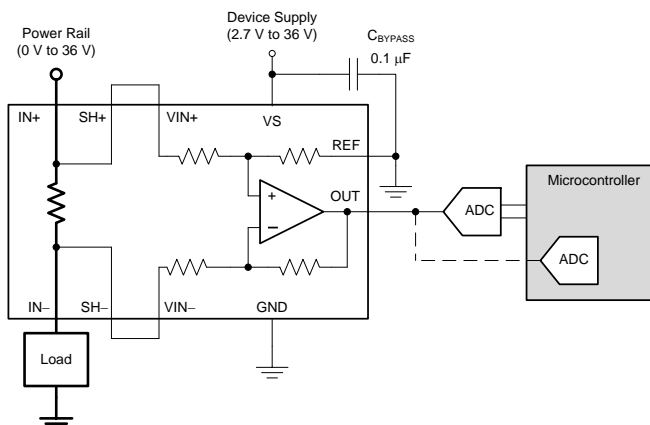 Device Supply
(2.7 V to 36 V)
CBYPASS
0.1 μF
Power Rail
(0 V to 36 V)
IN+
SH+
VIN+
VS
REF
OUT
+
−
ADC
Microcontroller
ADC
IN−
SH−
VIN−
GND
Load